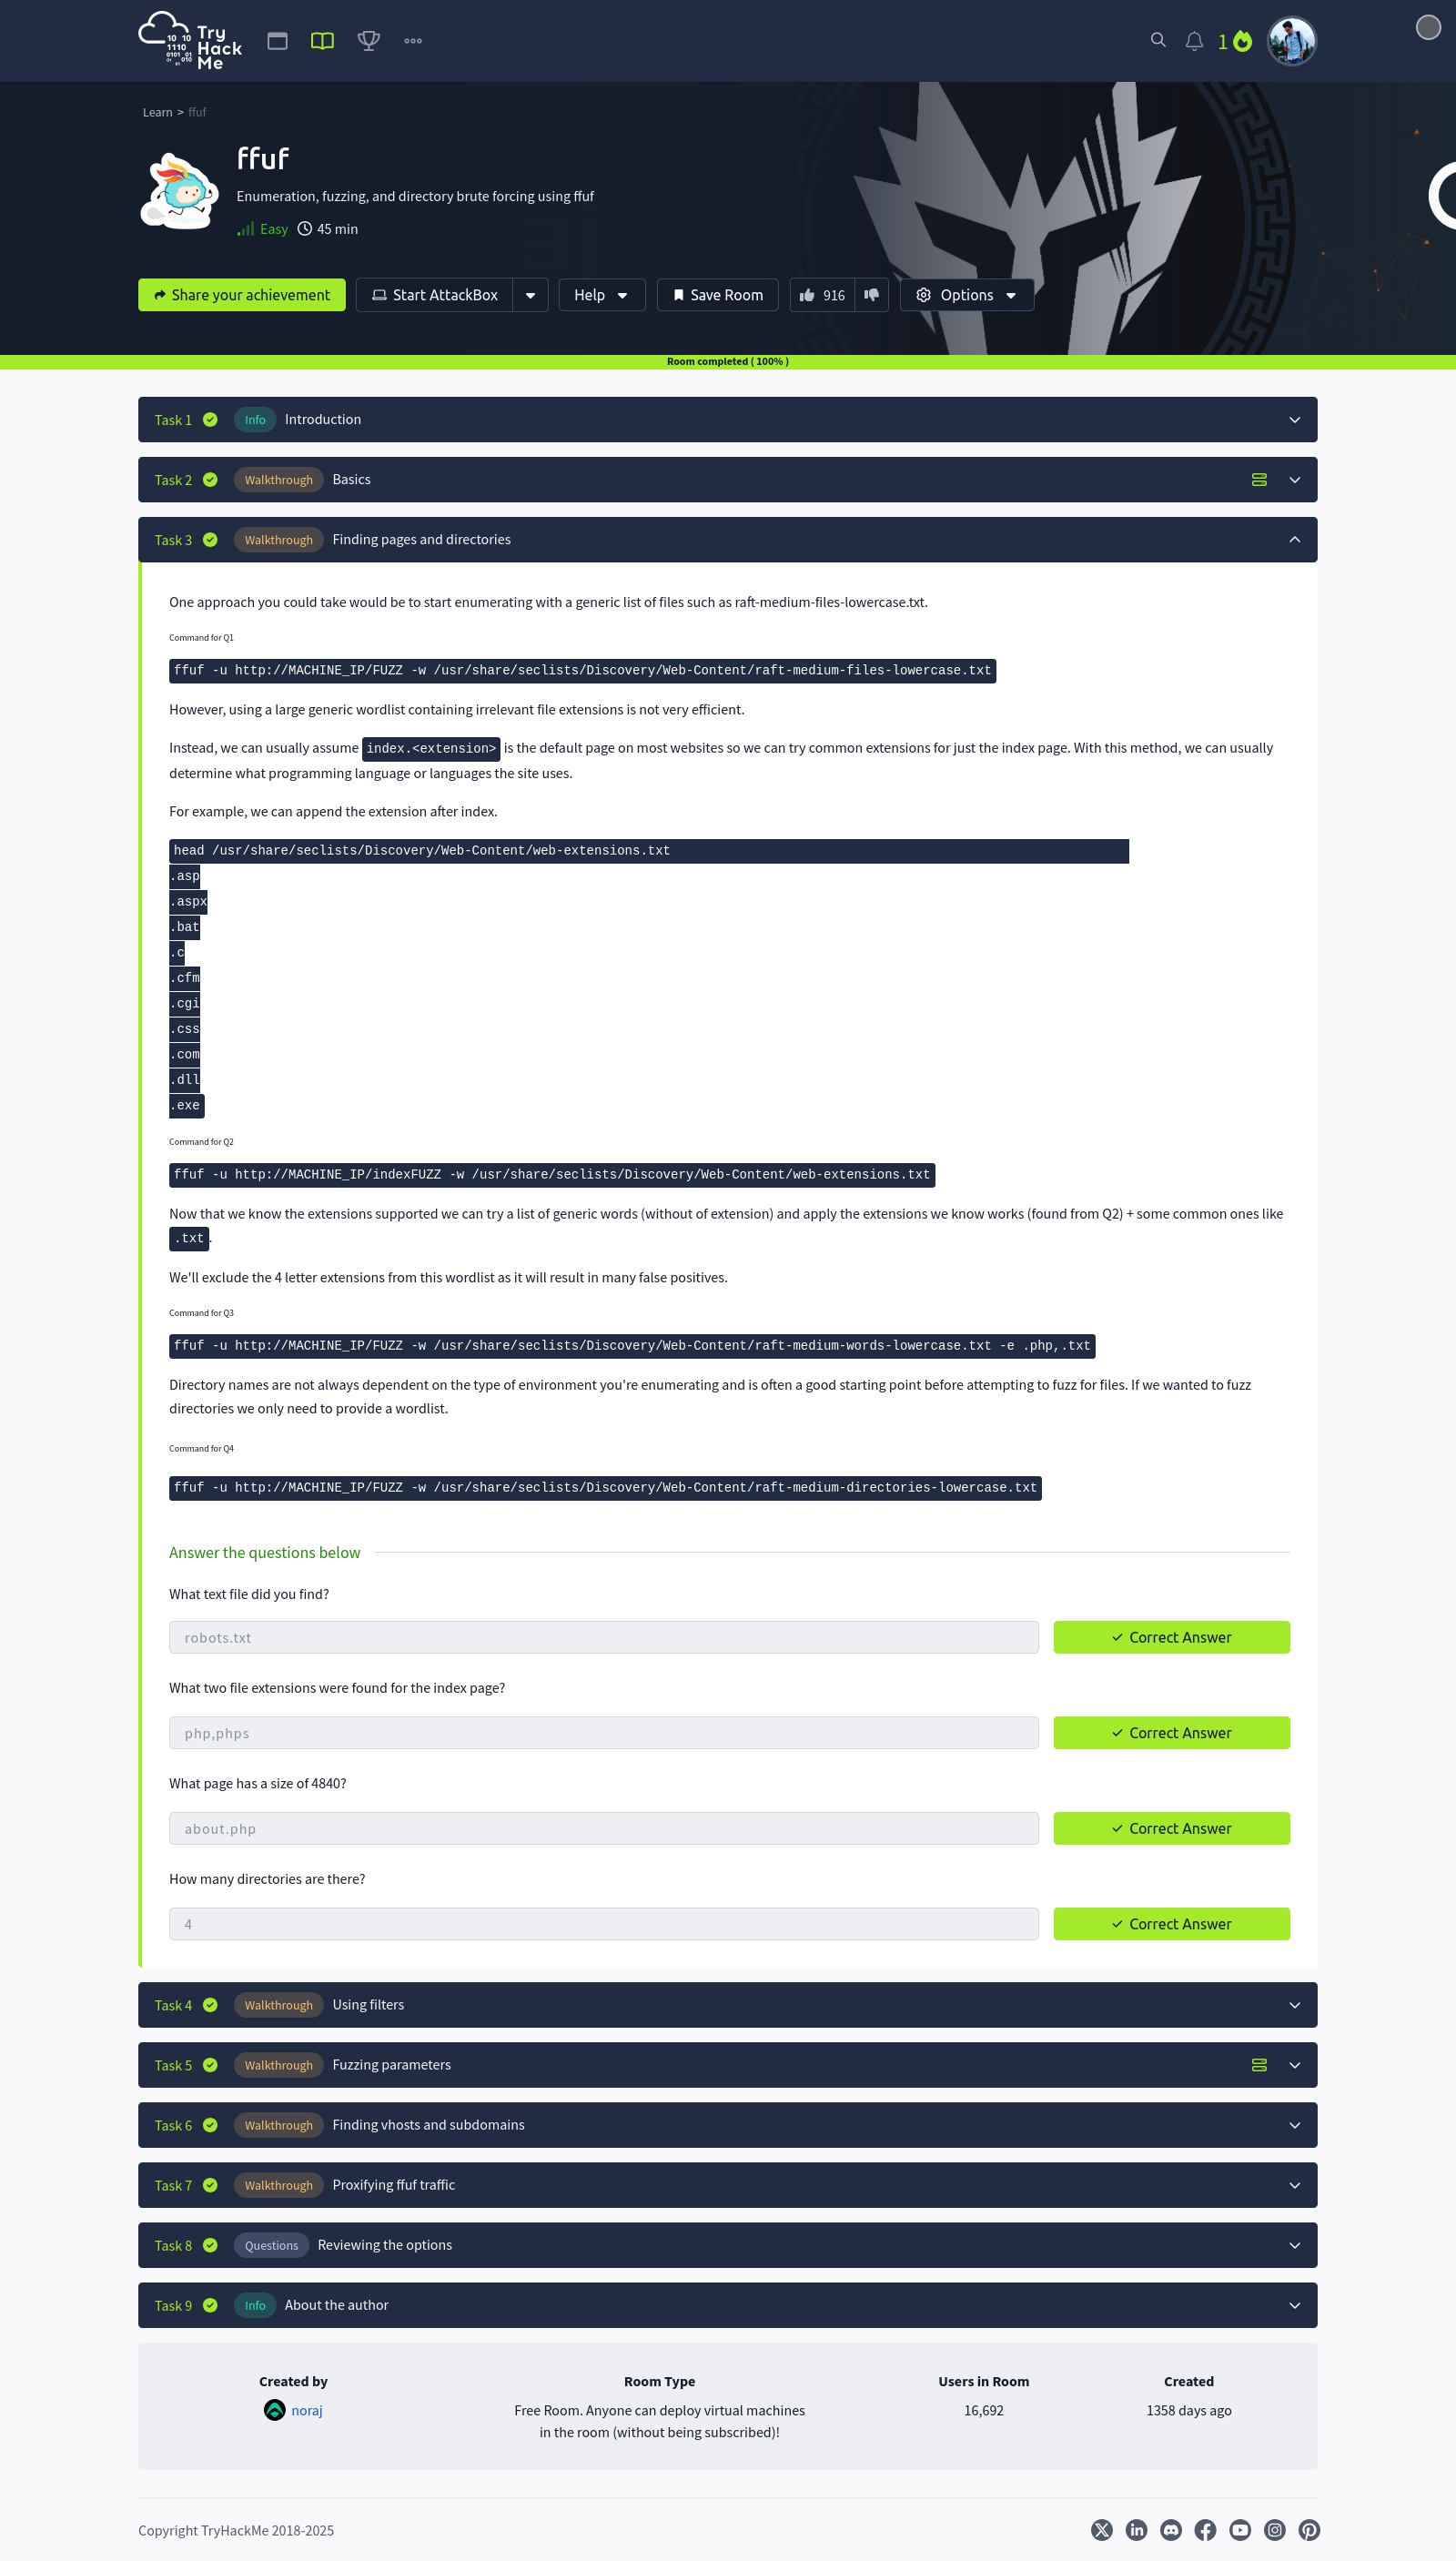 Try
Hack
Me
10 10
1110
0101 01
1
Learn > ffuf
ffuf
Enumeration, fuzzing, and directory brute forcing using ffuf
Easy 45 min
Share your achievement Start AttackBox Help Save Room 916 Options
Room completed ( 100% )
Task 1 Info Introduction
Task 2 Walkthrough Basics
Task 3 Walkthrough Finding pages and directories
One approach you could take would be to start enumerating with a generic list of files such as raft-medium-files-lowercase.txt.
Command for Q1
ffuf -u http://MACHINE_IP/FUZZ -w /usr/share/seclists/Discovery/Web-Content/raft-medium-files-lowercase.txt
However, using a large generic wordlist containing irrelevant file extensions is not very efficient.
Instead, we can usually assume index.<extension> is the default page on most websites so we can try common extensions for just the index page. With this method, we can usually
determine what programming language or languages the site uses.
For example, we can append the extension after index.
head /usr/share/seclists/Discovery/Web-Content/web-extensions.txt
.asp
.aspx
.bat
.c
.cfm
.cgi
.css
.com
.dll
.exe
Command for Q2
ffuf -u http://MACHINE_IP/indexFUZZ -w /usr/share/seclists/Discovery/Web-Content/web-extensions.txt
Now that we know the extensions supported we can try a list of generic words (without of extension) and apply the extensions we know works (found from Q2) + some common ones like
.txt.
We'll exclude the 4 letter extensions from this wordlist as it will result in many false positives.
Command for Q3
ffuf -u http://MACHINE_IP/FUZZ -w /usr/share/seclists/Discovery/Web-Content/raft-medium-words-lowercase.txt -e .php,.txt
Directory names are not always dependent on the type of environment you're enumerating and is often a good starting point before attempting to fuzz for files. If we wanted to fuzz
directories we only need to provide a wordlist.
Command for Q4
ffuf -u http://MACHINE_IP/FUZZ -w /usr/share/seclists/Discovery/Web-Content/raft-medium-directories-lowercase.txt
Answer the questions below
What text file did you find?
robots.txt Correct Answer
What two file extensions were found for the index page?
php,phps Correct Answer
What page has a size of 4840?
about.php Correct Answer
How many directories are there?
4 Correct Answer
Task 4 Walkthrough Using filters
Task 5 Walkthrough Fuzzing parameters
Task 6 Walkthrough Finding vhosts and subdomains
Task 7 Walkthrough Proxifying ffuf traffic
Task 8 Questions Reviewing the options
Task 9 Info About the author
Created by Room Type Users in Room Created
noraj Free Room. Anyone can deploy virtual machines 16,692 1358 days ago
in the room (without being subscribed)!
Copyright TryHackMe 2018-2025